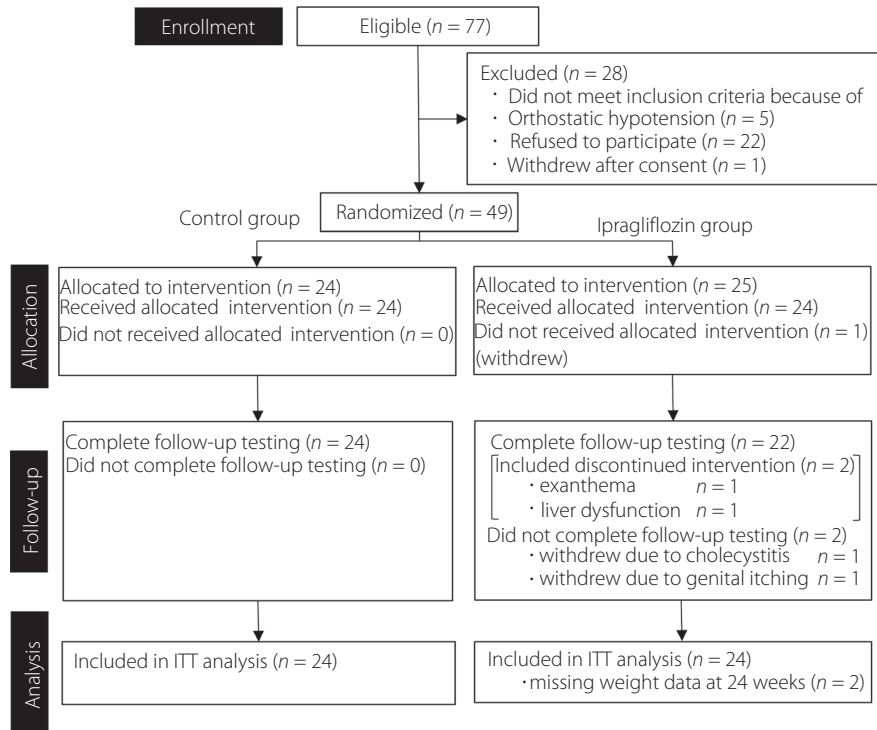 Enrollment
Eligible (n = 77)
Excluded (n = 28)
· Did not meet inclusion criteria because of
· Orthostatic hypotension (n = 5)
· Refused to participate (n = 22)
· Withdrew after consent (n = 1)
Randomized (n = 49)
Control group
Ipragliflozin group
Allocation
Allocated to intervention (n = 24)
Received allocated intervention (n = 24)
Did not received allocated intervention (n = 0)
Allocated to intervention (n = 25)
Received allocated intervention (n = 24)
Did not received allocated intervention (n = 1)
(withdrew)
Follow-up
Complete follow-up testing (n = 24)
Did not complete follow-up testing (n = 0)
Complete follow-up testing (n = 22)
Included discontinued intervention (n = 2)
· exanthema n = 1
· liver dysfunction n = 1
Did not complete follow-up testing (n = 2)
· withdrew due to cholecystitis n = 1
· withdrew due to genital itching n = 1
Analysis
Included in ITT analysis (n = 24)
Included in ITT analysis (n = 24)
· missing weight data at 24 weeks (n = 2)